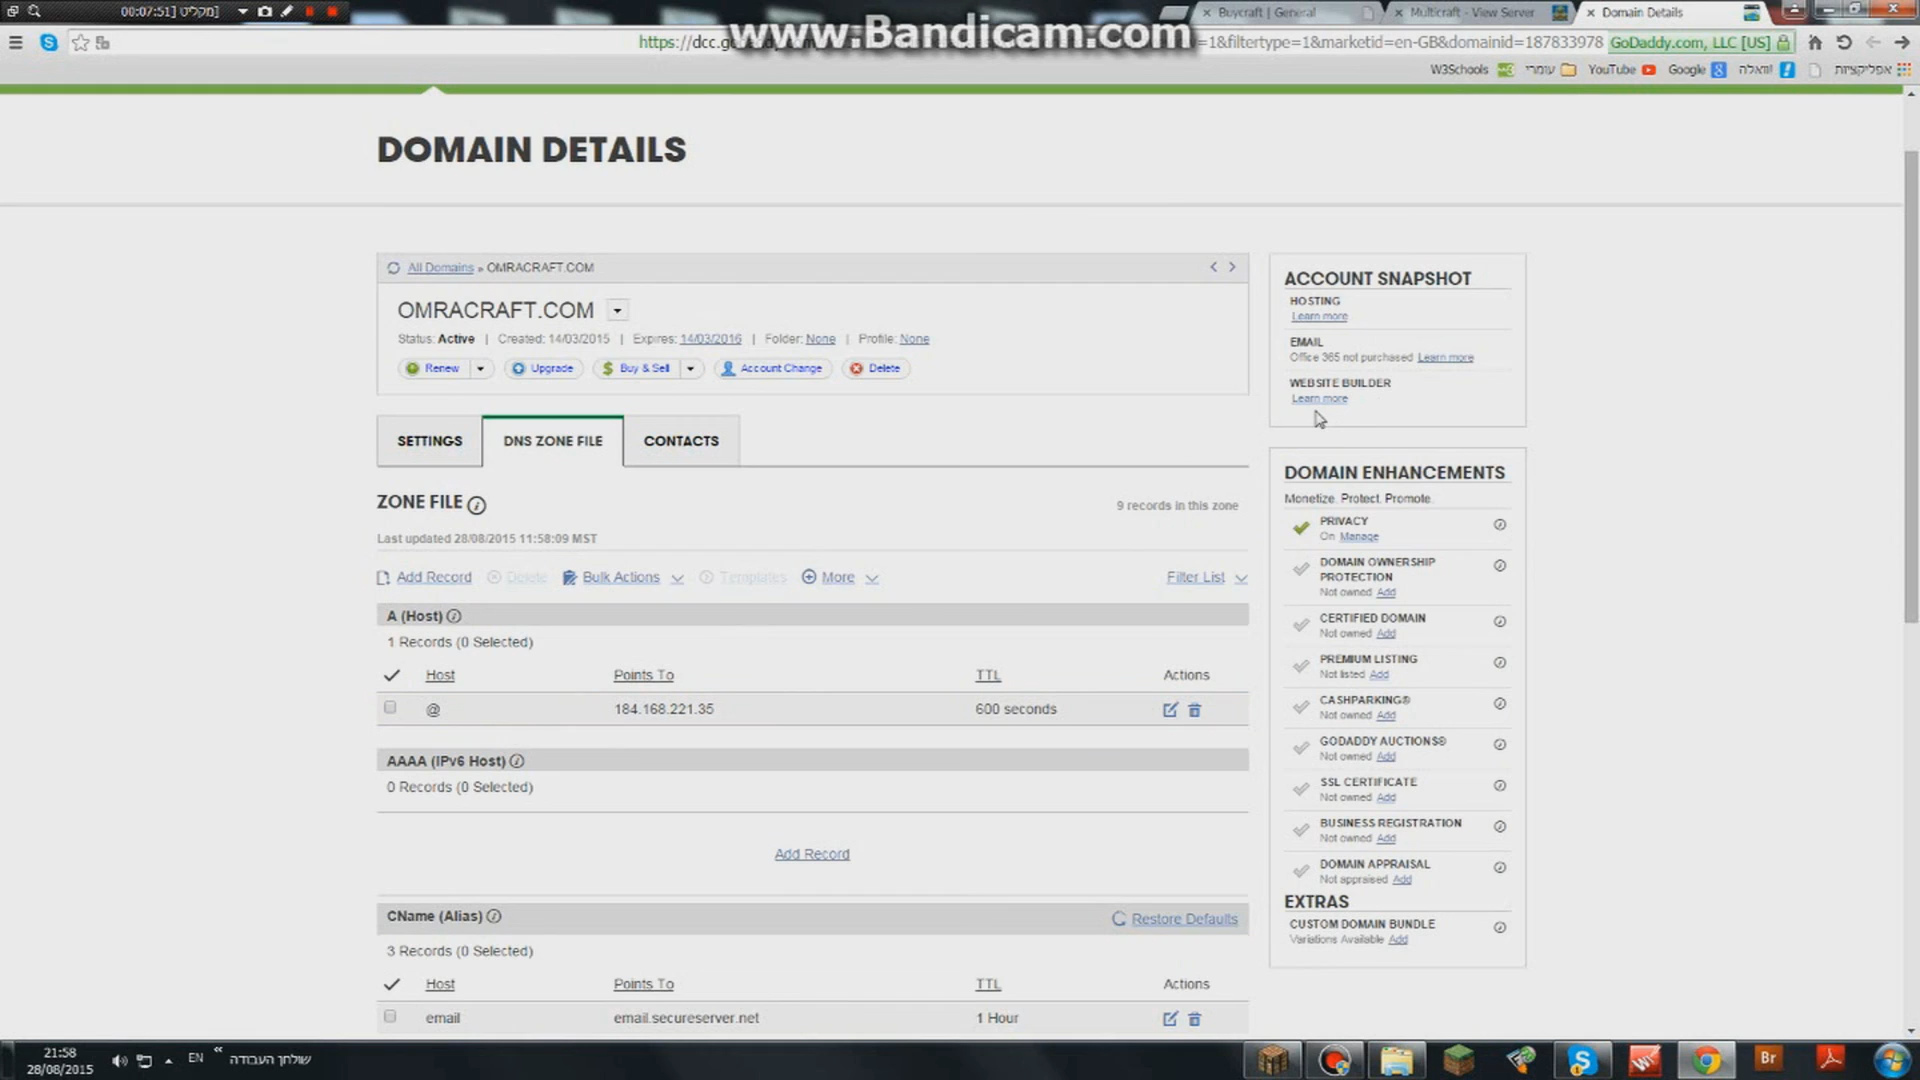 00:07:51] [מקליט
Buycraft | General
Multicraft - View Server
Domain Details
www.Bandicam.com
https://dcc.g
=1&filtertype=1&marketid=en-GB&domainid=187833978
GoDaddy.com, LLC [US]
W3Schools
עומרי
YouTube
Google
וואלה!
אפליקציות
DOMAIN DETAILS
All Domains » OMRACRAFT.COM
OMRACRAFT.COM
Status: Active | Created: 14/03/2015 | Expires: 14/03/2016 | Folder: None | Profile: None
Renew
Upgrade
Buy & Sell
Account Change
Delete
SETTINGS
DNS ZONE FILE
CONTACTS
ZONE FILE
9 records in this zone
Last updated 28/08/2015 11:58:09 MST
Add Record
Delete
Bulk Actions
Templates
More
Filter List
A (Host)
1 Records (0 Selected)
Host Points To TTL Actions
@ 184.168.221.35 600 seconds
AAAA (IPv6 Host)
0 Records (0 Selected)
Add Record
CName (Alias)
Restore Defaults
3 Records (0 Selected)
Host Points To TTL Actions
email email.secureserver.net 1 Hour
ACCOUNT SNAPSHOT
HOSTING
Learn more
EMAIL
Office 365 not purchased Learn more
WEBSITE BUILDER
Learn more
DOMAIN ENHANCEMENTS
Monetize. Protect. Promote.
PRIVACY
On Manage
DOMAIN OWNERSHIP
PROTECTION
Not owned Add
CERTIFIED DOMAIN
Not owned Add
PREMIUM LISTING
Not listed Add
CASHPARKING®
Not owned Add
GODADDY AUCTIONS®
Not owned Add
SSL CERTIFICATE
Not owned Add
BUSINESS REGISTRATION
Not owned Add
DOMAIN APPRAISAL
Not appraised Add
EXTRAS
CUSTOM DOMAIN BUNDLE
Variations Available Add
21:58
28/08/2015
EN
שולחן העבודה
Br